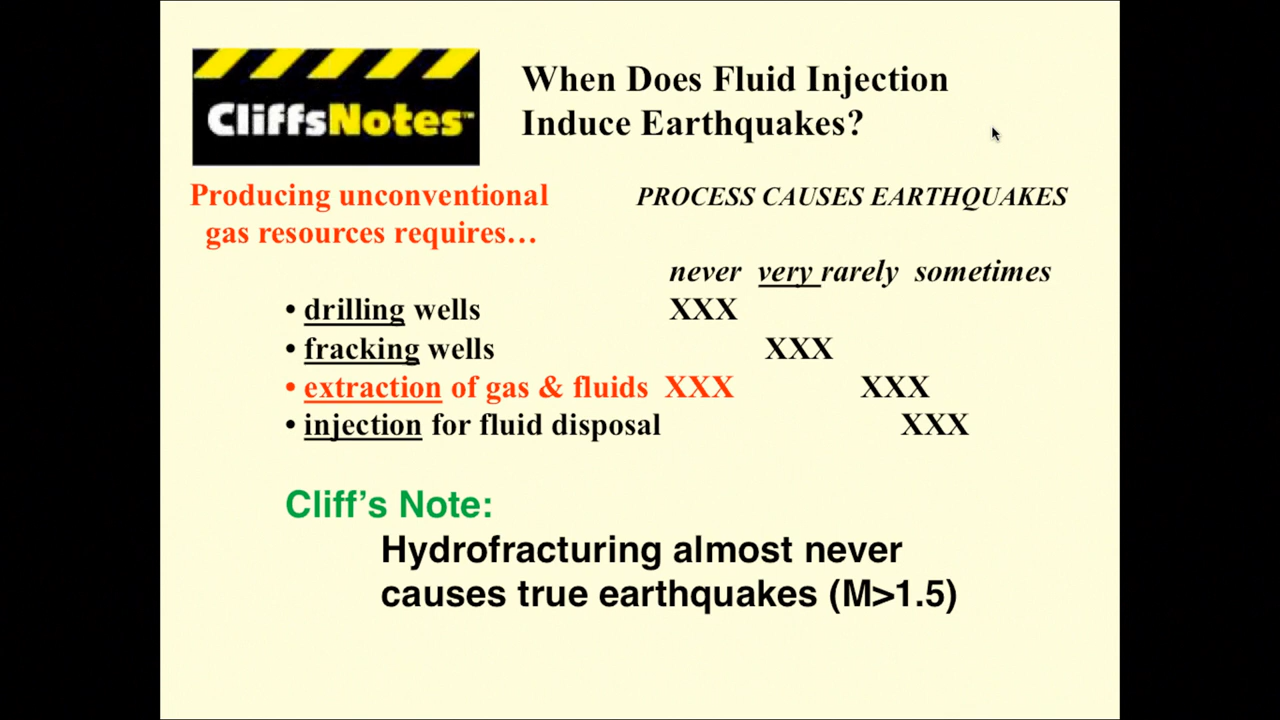 CliffsNotes™
When Does Fluid Injection
Induce Earthquakes?
Producing unconventional
gas resources requires…
PROCESS CAUSES EARTHQUAKES
never very rarely sometimes
• drilling wells XXX
• fracking wells XXX
• extraction of gas & fluids XXX XXX
• injection for fluid disposal XXX
Cliff’s Note:
Hydrofracturing almost never
causes true earthquakes (M>1.5)